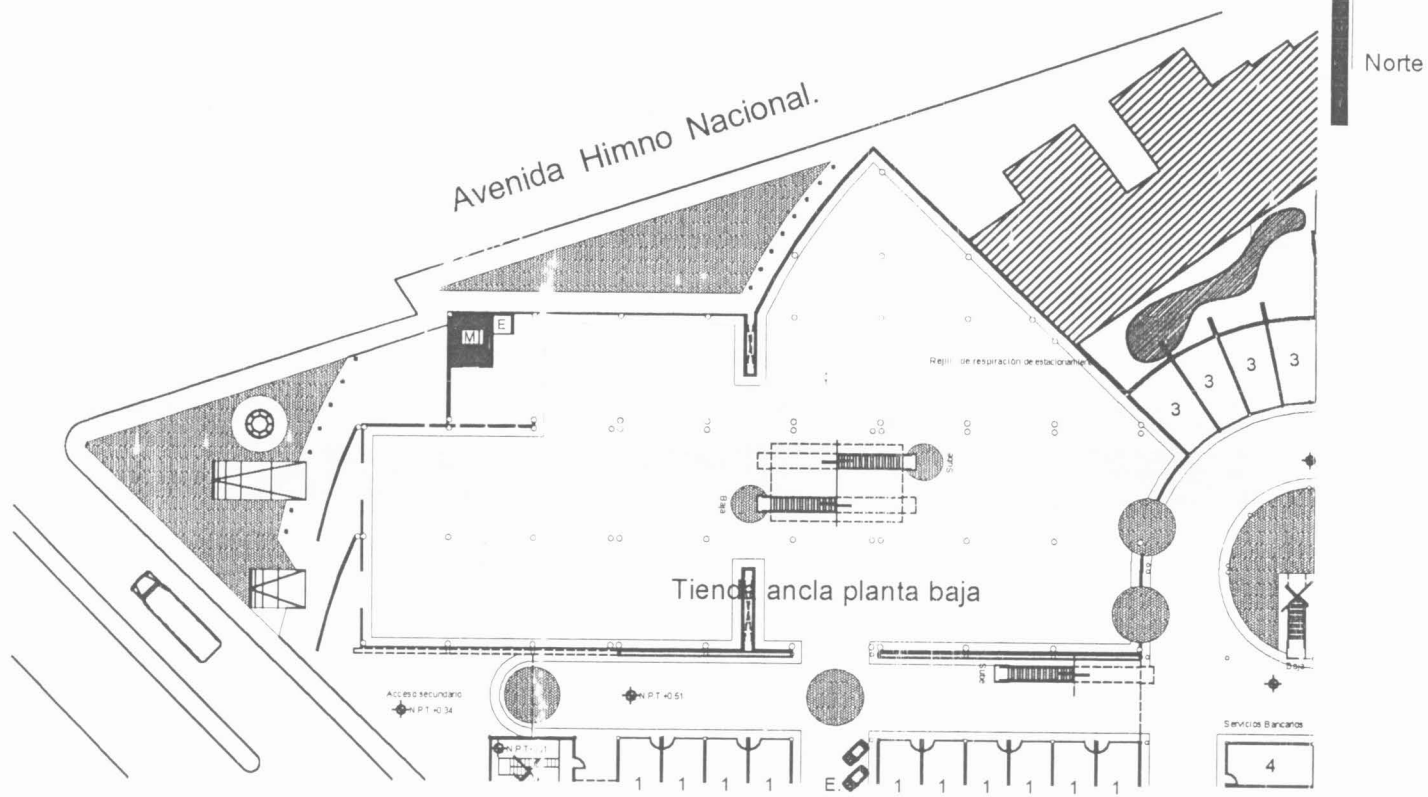 Norte
Avenida Himno Nacional.
M
E
de respiración de estacionamiento
3
3
3
3
Sube
Baja
Tienda ancla planta baja
Sube
Baja
Acceso secundario
N.P.T +0.34
N.P.T +0.51
Servicios Bancarios
4
1 1 1 1
E.
1 1 1 1 1 1